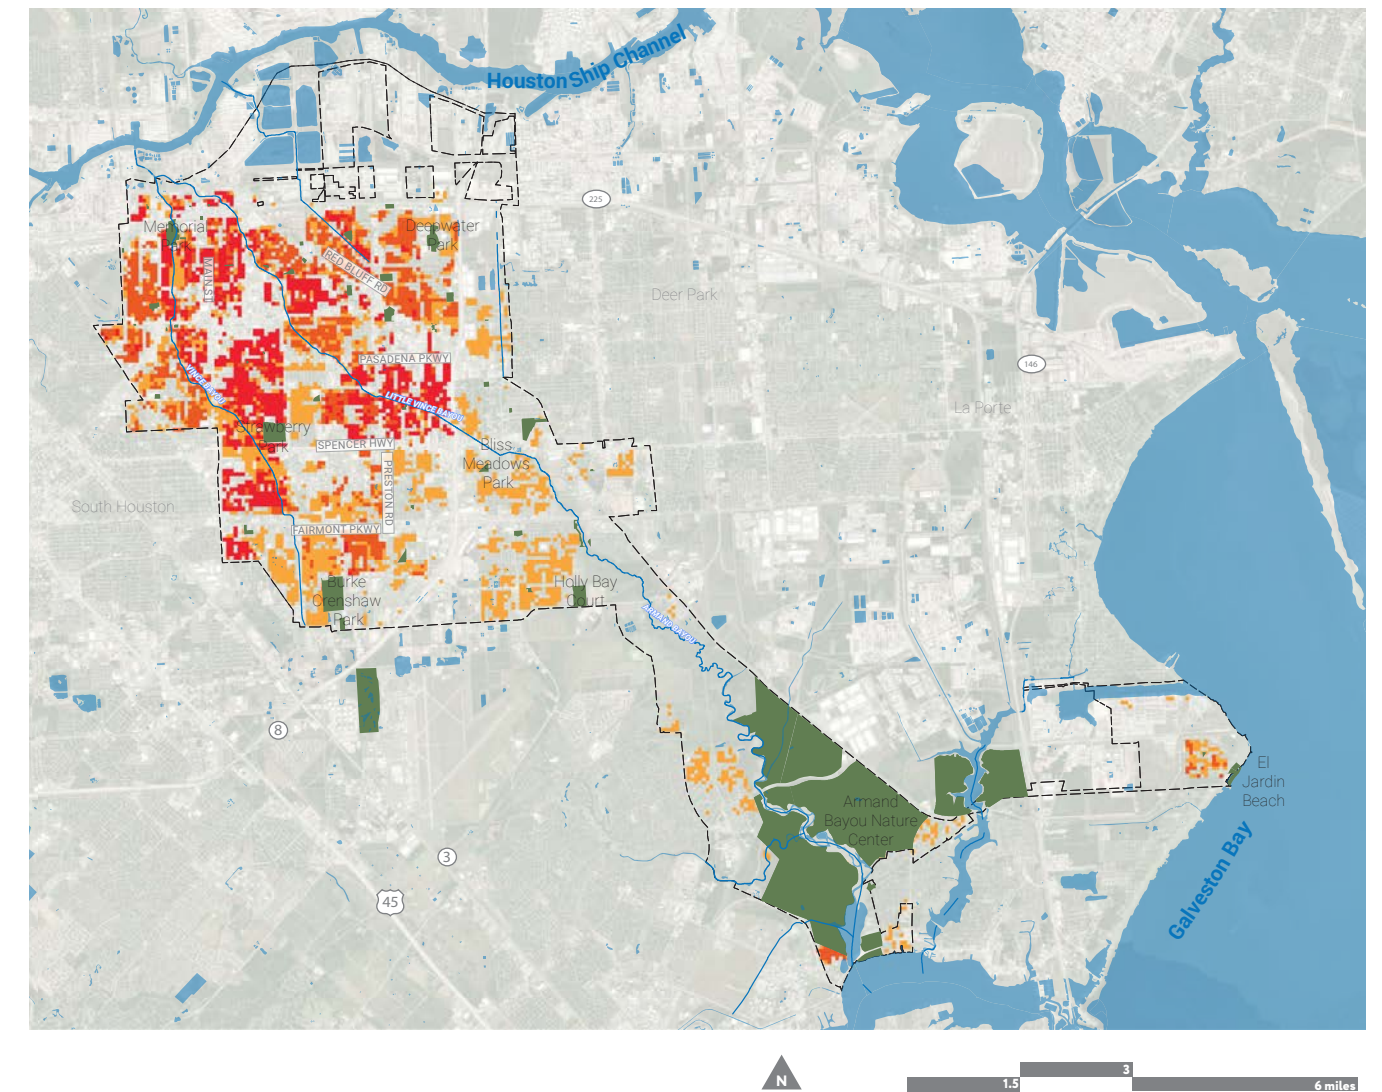 Houston Ship Channel
225
Memorial
Park
Deepwater
Park
MAIN ST
RED BLUFF RD
Deer Park
PASADENA PKWY
146
VINCE BAYOU
LITTLE VINCE BAYOU
La Porte
Strawberry
Park
SPENCER HWY
Bliss
Meadows
Park
PRESTON RD
South Houston
FAIRMONT PKWY
Burke
Crenshaw
Park
Holly Bay
Court
ARMAND BAYOU
8
El
Jardin
Beach
Armand
Bayou Nature
Center
3
45
Galveston Bay
N
1.5
3
6 miles